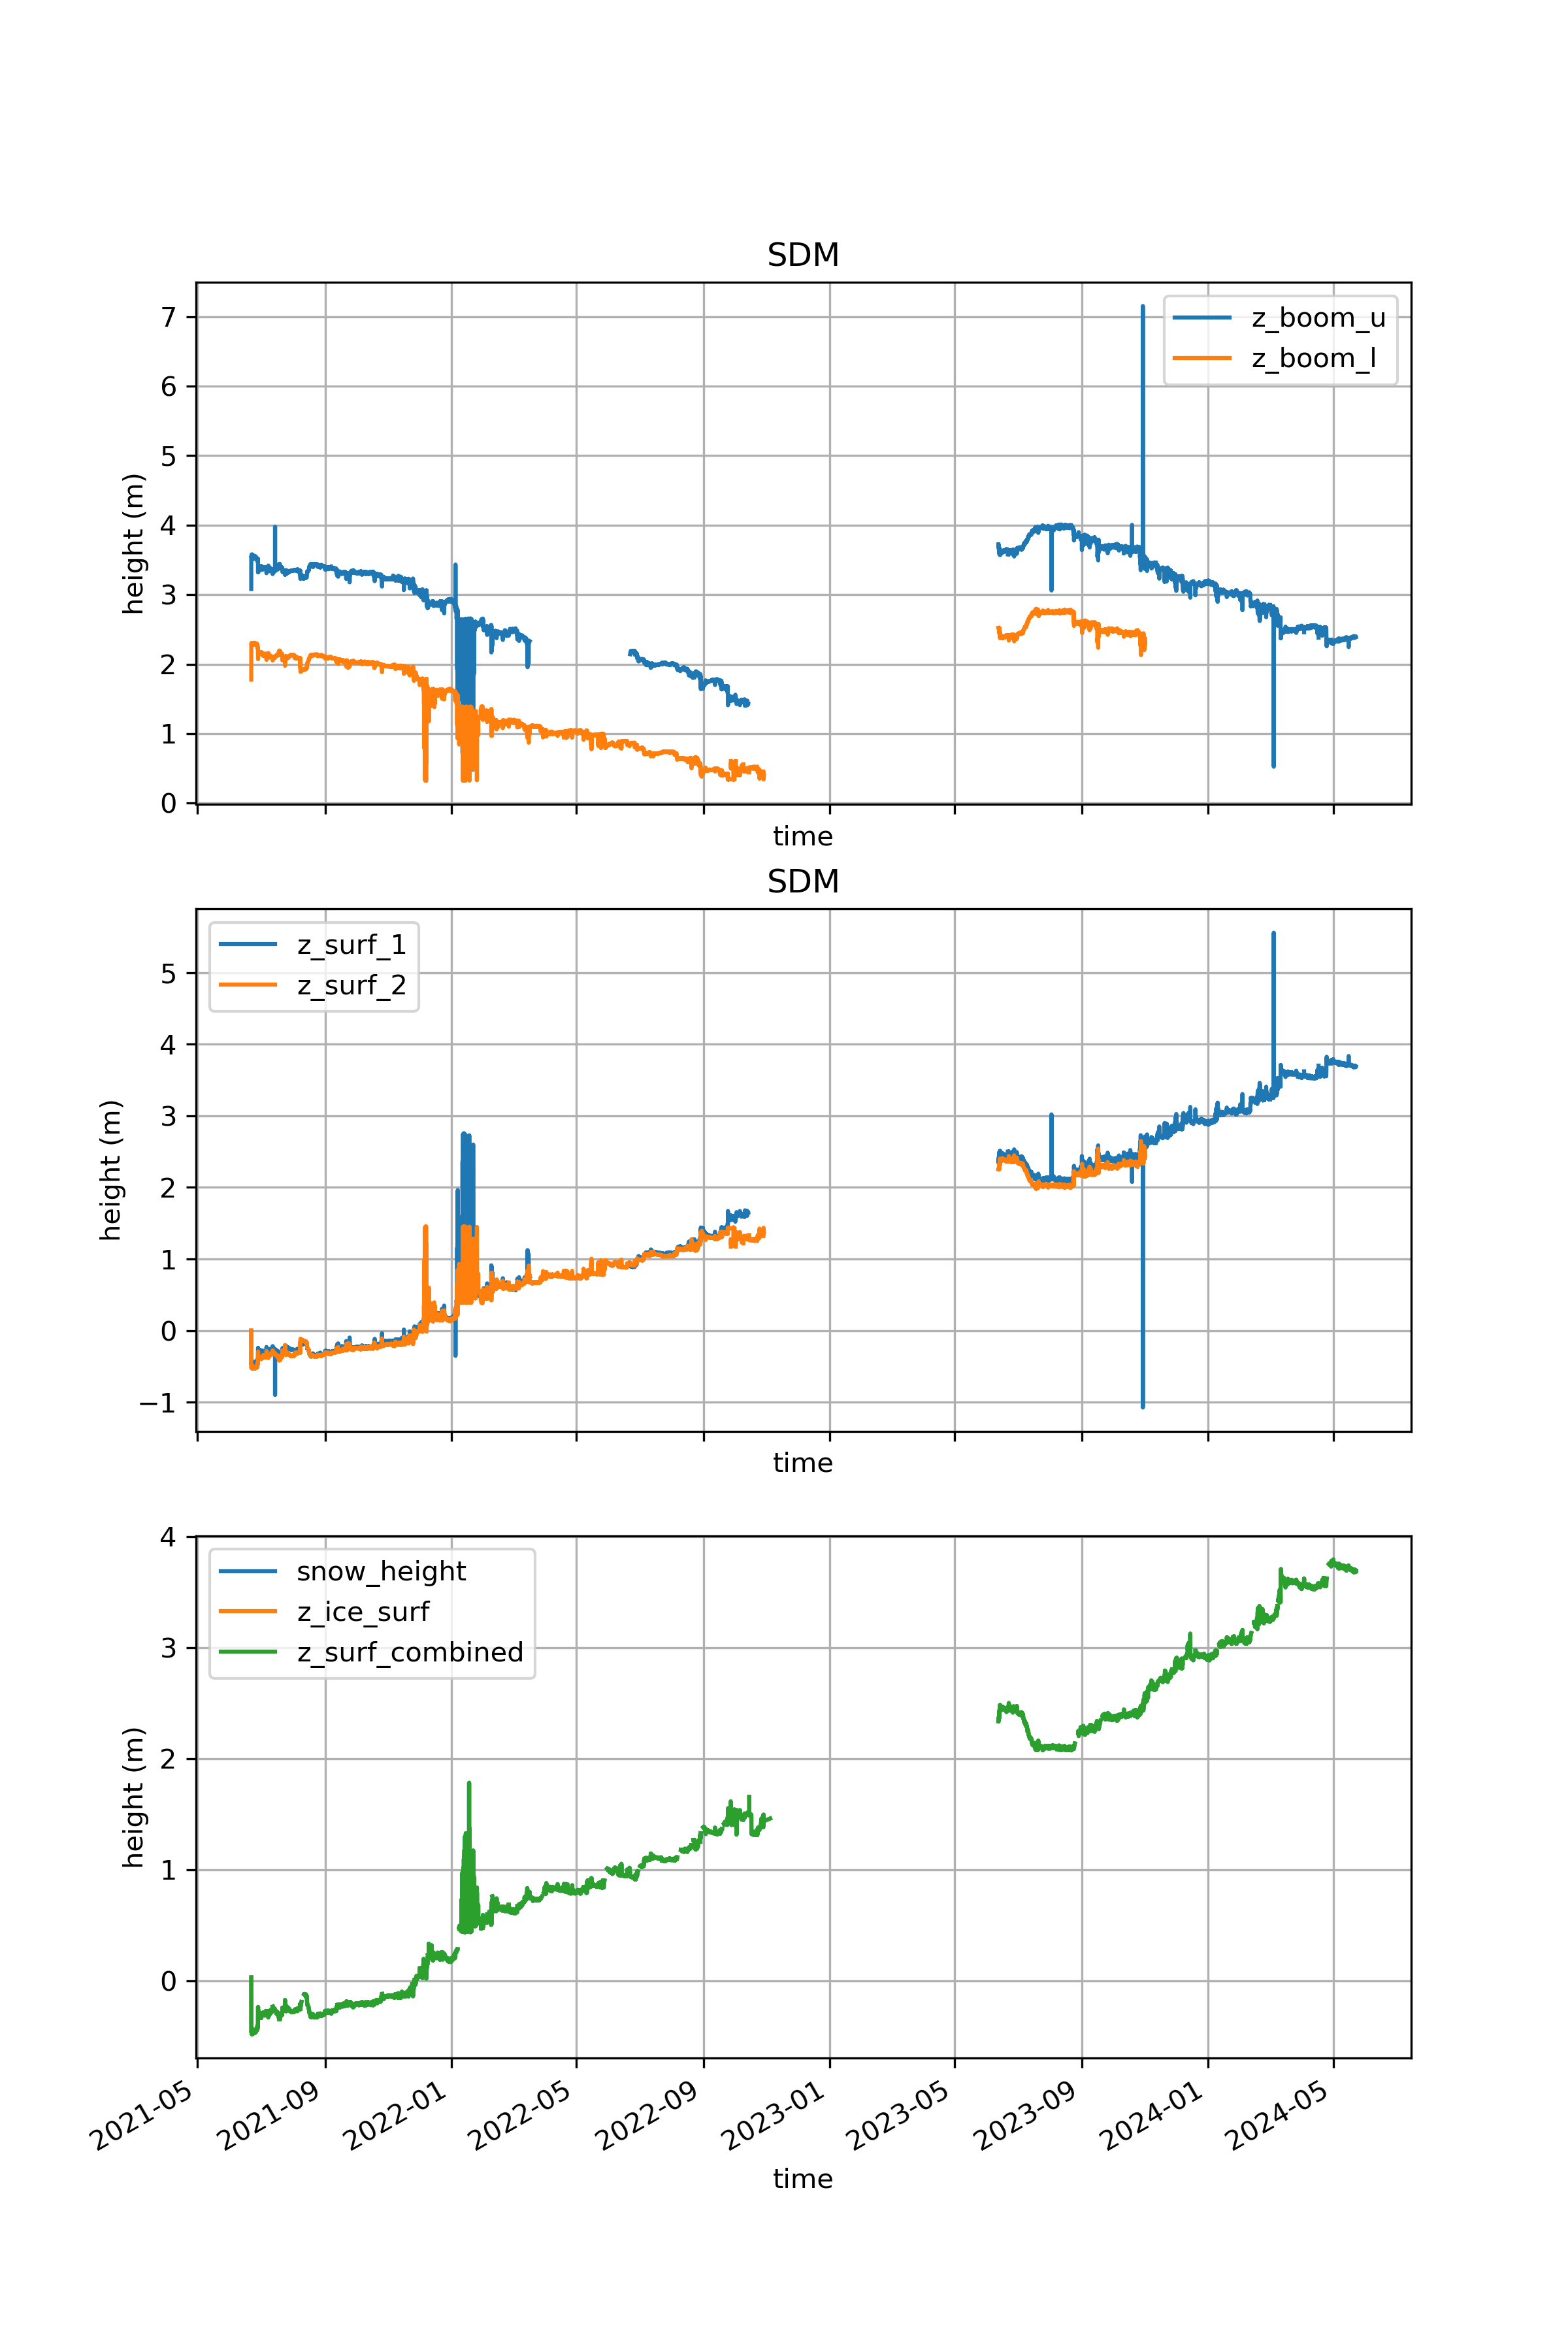 SDM
7
6
5
4
3
2
1
0
height (m)
z_boom_u
z_boom_l
time
SDM
5
4
3
2
1
0
−1
height (m)
z_surf_1
z_surf_2
time
4
3
2
1
0
height (m)
snow_height
z_ice_surf
z_surf_combined
2021-05
2021-09
2022-01
2022-05
2022-09
2023-01
2023-05
2023-09
2024-01
2024-05
time